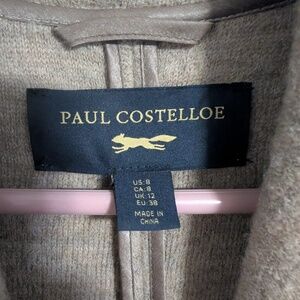 PAUL COSTELLOE
US: 8
CA: 8
UK: 12
EU: 38
MADE IN
CHINA